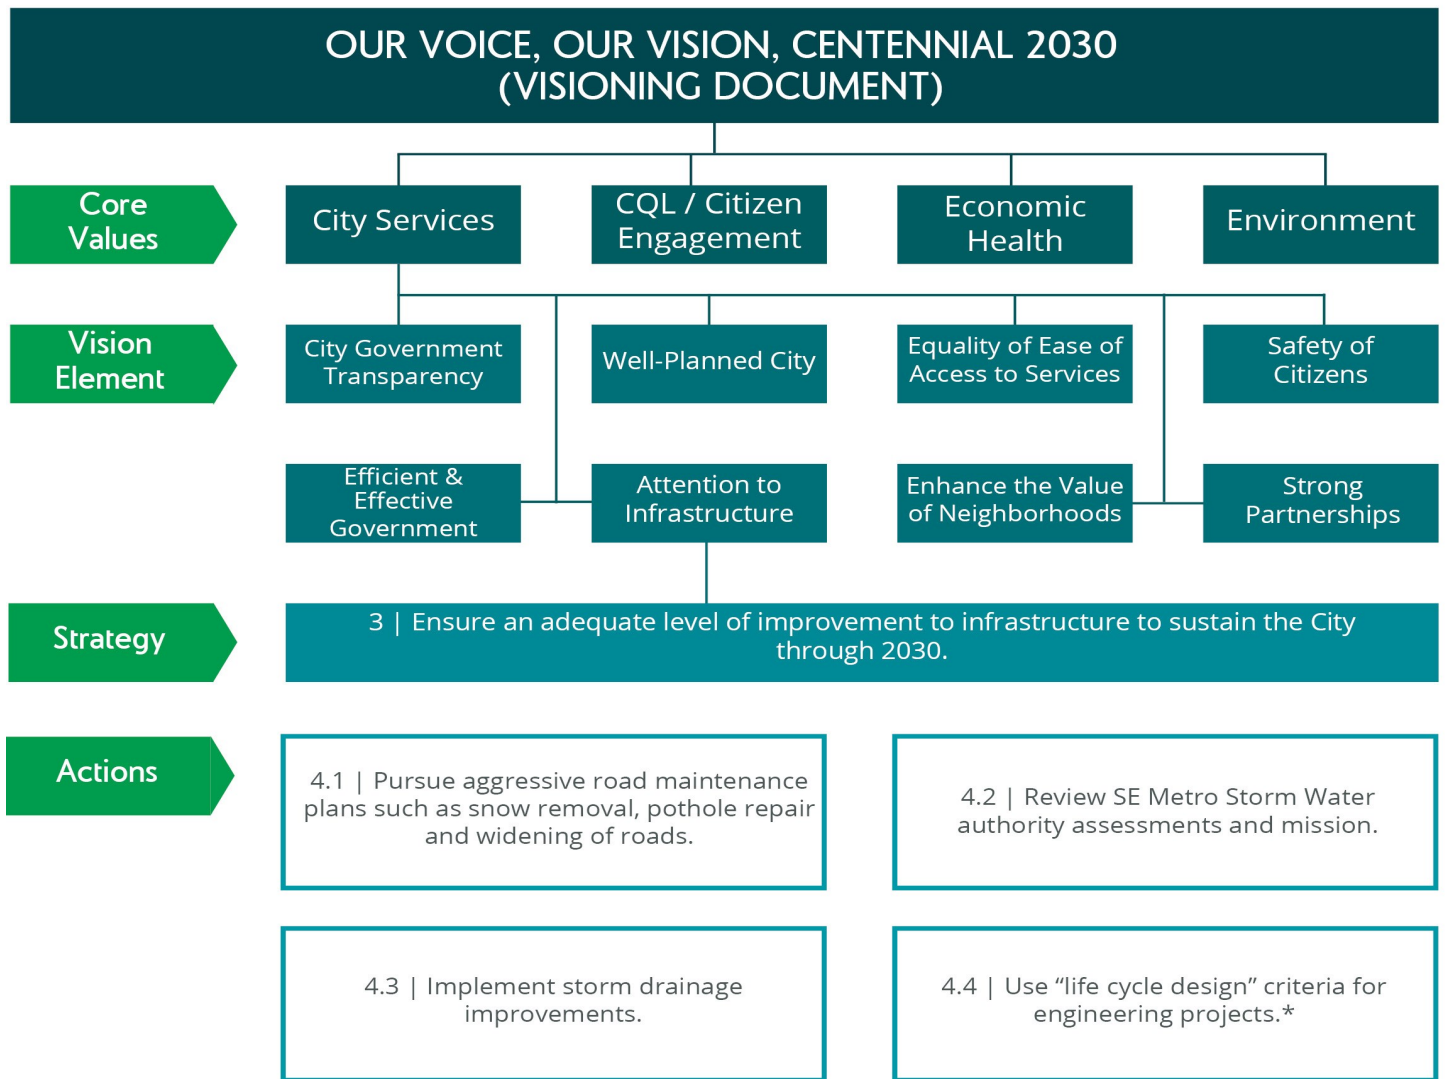 OUR VOICE, OUR VISION, CENTENNIAL 2030
(VISIONING DOCUMENT)
Core
Values
City Services
CQL / Citizen
Engagement
Economic
Health
Environment
Vision
Element
City Government
Transparency
Well-Planned City
Equality of Ease of
Access to Services
Safety of
Citizens
Efficient &
Effective
Government
Attention to
Infrastructure
Enhance the Value
of Neighborhoods
Strong
Partnerships
Strategy
3 | Ensure an adequate level of improvement to infrastructure to sustain the City
through 2030.
Actions
4.1 | Pursue aggressive road maintenance
plans such as snow removal, pothole repair
and widening of roads.
4.2 | Review SE Metro Storm Water
authority assessments and mission.
4.3 | Implement storm drainage
improvements.
4.4 | Use “life cycle design” criteria for
engineering projects.*